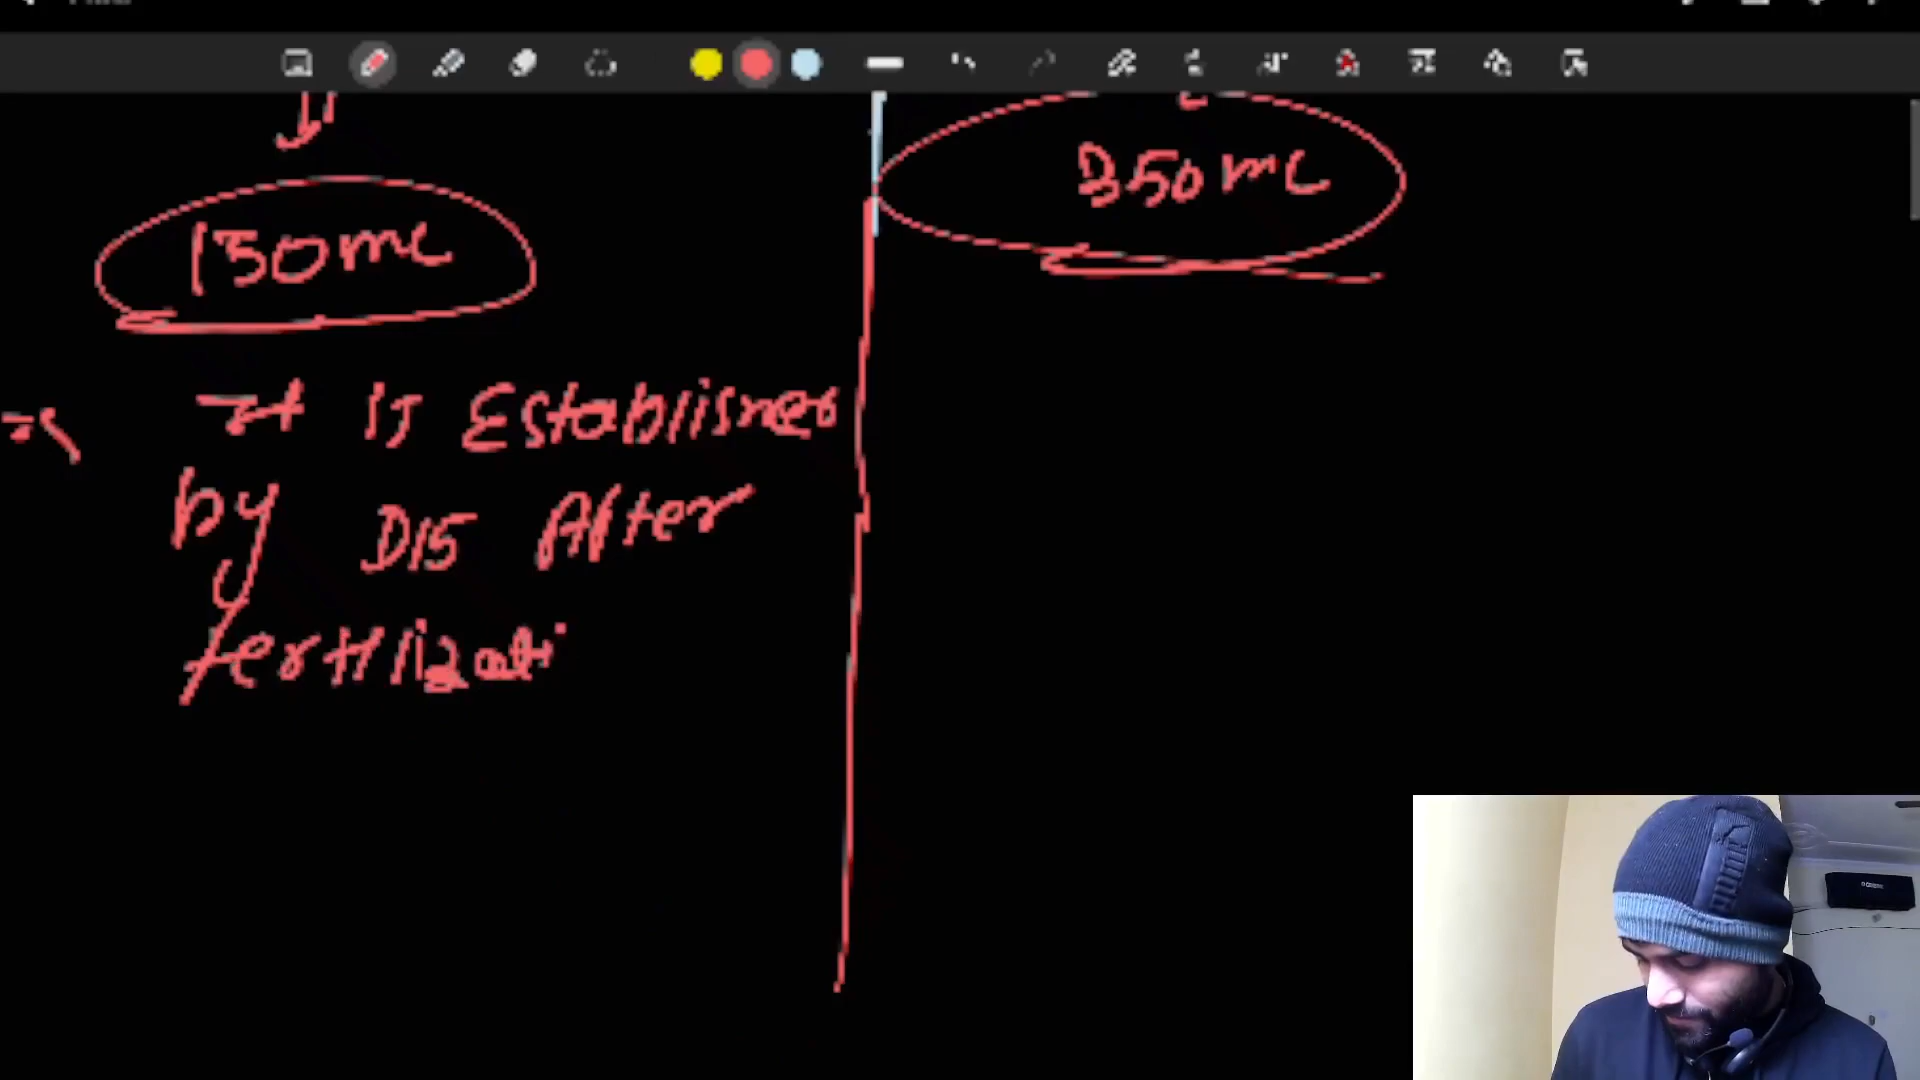 150mL
350mL
It Is Established
by D15 After
fertilizati